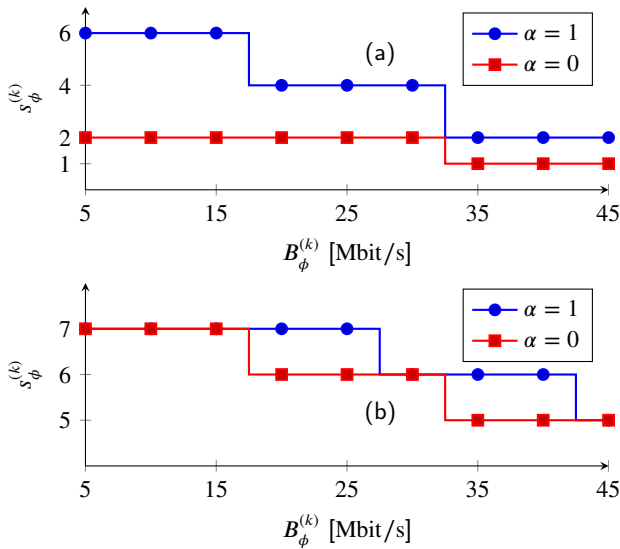 6
4
2
1
s_ϕ^{(k)}
(a)
α = 1
α = 0
5 15 25 35 45
B_ϕ^{(k)} [Mbit/s]
7
6
5
s_ϕ^{(k)}
(b)
α = 1
α = 0
5 15 25 35 45
B_ϕ^{(k)} [Mbit/s]